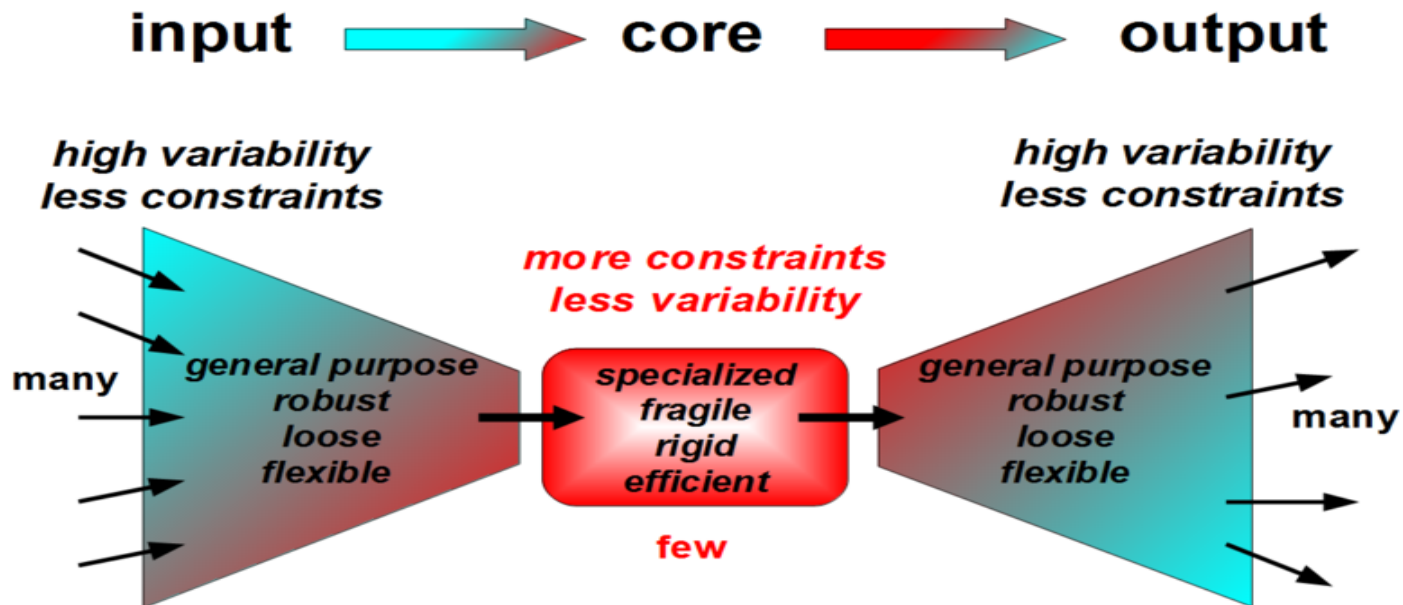 input core output
high variability
less constraints
many
general purpose
robust
loose
flexible
more constraints
less variability
specialized
fragile
rigid
efficient
few
high variability
less constraints
general purpose
robust
loose
flexible
many